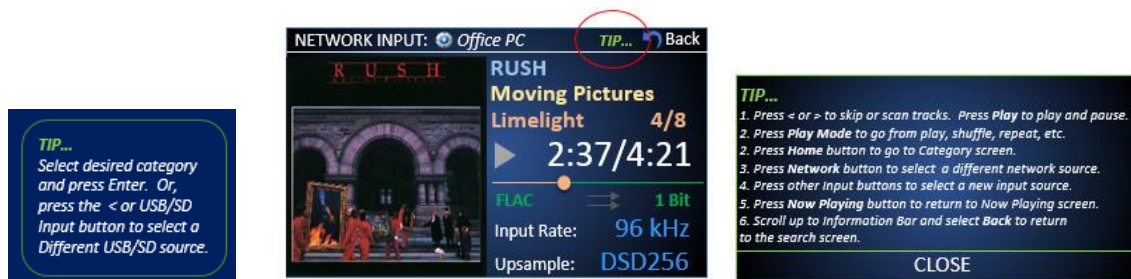 TIP...
Select desired category
and press Enter.  Or,
press the  < or USB/SD
Input button to select a
Different USB/SD source.
NETWORK INPUT: Office PC TIP... Back
RUSH
RUSH
Moving Pictures
Limelight 4/8
2:37/4:21
FLAC 1 Bit
Input Rate: 96 kHz
Upsample: DSD256
TIP...
1. Press < or > to skip or scan tracks.  Press Play to play and pause.
2. Press Play Mode to go from play, shuffle, repeat, etc.
2. Press Home button to go to Category screen.
3. Press Network button to select  a different network source.
4. Press other Input buttons to select a new input source.
5. Press Now Playing button to return to Now Playing screen.
6. Scroll up to Information Bar and select Back to return
to the search screen.
CLOSE